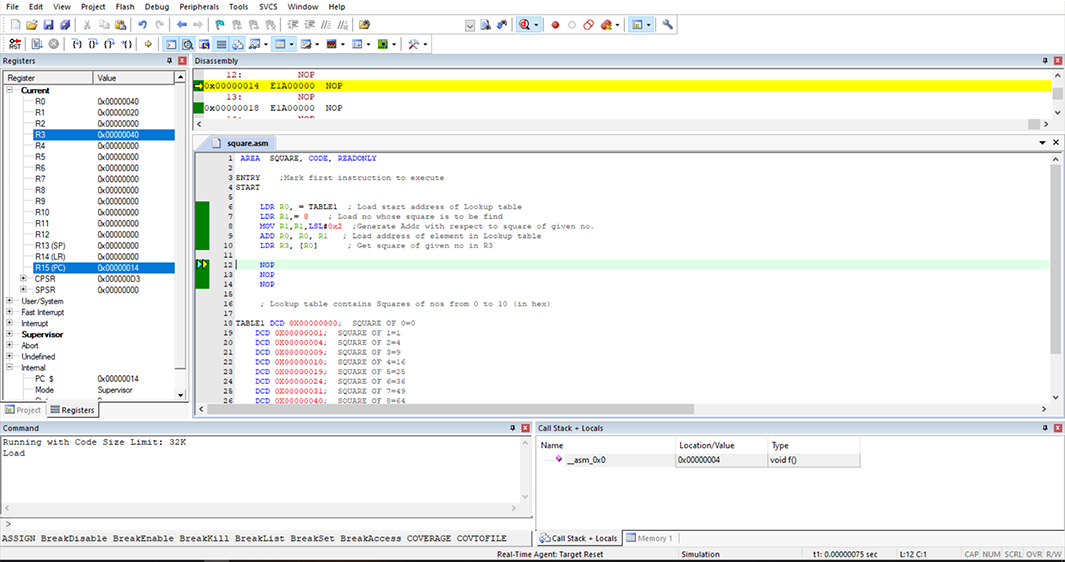 File Edit View Project Flash Debug Peripherals Tools SVCS Window Help
RST
Registers
Register Value
Current
R0 0x00000040
R1 0x00000020
R2 0x00000000
R3 0x00000040
R4 0x00000000
R5 0x00000000
R6 0x00000000
R7 0x00000000
R8 0x00000000
R9 0x00000000
R10 0x00000000
R11 0x00000000
R12 0x00000000
R13 (SP) 0x00000000
R14 (LR) 0x00000000
R15 (PC) 0x00000014
CPSR 0x000000D3
SPSR 0x00000000
User/System
Fast Interrupt
Interrupt
Supervisor
Abort
Undefined
Internal
PC $ 0x00000014
Mode Supervisor
Project Registers
Disassembly
12: NOP
0x00000014 E1A00000 NOP
13: NOP
0x00000018 E1A00000 NOP
14: NOP
square.asm
1 AREA SQUARE, CODE, READONLY
2
3 ENTRY ;Mark first instruction to execute
4 START
5
6 LDR R0, = TABLE1 ; Load start address of Lookup table
7 LDR R1,= 8 ; Load no whose square is to be find
8 MOV R1,R1,LSL#0x2 ;Generate Addr with respect to square of given no.
9 ADD R0, R0, R1 ; Load address of element in Lookup table
10 LDR R3, [R0] ; Get square of given no in R3
11
12 NOP
13 NOP
14 NOP
15
16 ; Lookup table contains Squares of nos from 0 to 10 (in hex)
17
18 TABLE1 DCD 0X00000000; SQUARE OF 0=0
19 DCD 0X00000001; SQUARE OF 1=1
20 DCD 0X00000004; SQUARE OF 2=4
21 DCD 0X00000009; SQUARE OF 3=9
22 DCD 0X00000010; SQUARE OF 4=16
23 DCD 0X00000019; SQUARE OF 5=25
24 DCD 0X00000024; SQUARE OF 6=36
25 DCD 0X00000031; SQUARE OF 7=49
26 DCD 0X00000040; SQUARE OF 8=64
Command
Running with Code Size Limit: 32K
Load
>
ASSIGN BreakDisable BreakEnable BreakKill BreakList BreakSet BreakAccess COVERAGE COVTOFILE
Call Stack + Locals
Name Location/Value Type
__asm_0x0 0x00000004 void f()
Call Stack + Locals Memory 1
Real-Time Agent: Target Reset Simulation t1: 0.00000075 sec L:12 C:1 CAP NUM SCRL OVR R/W